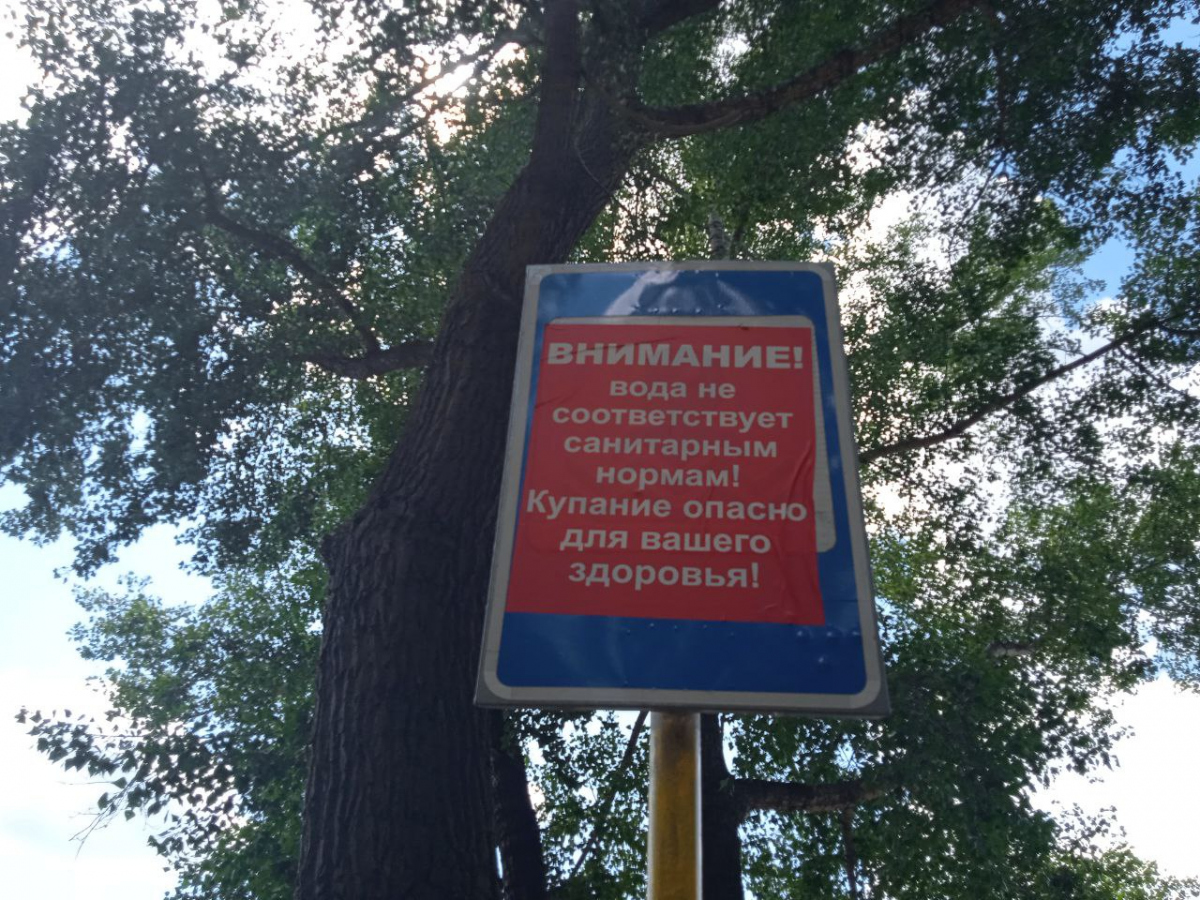 ВНИМАНИЕ!
вода не
соответствует
санитарным
нормам!
Купание опасно
для вашего
здоровья!